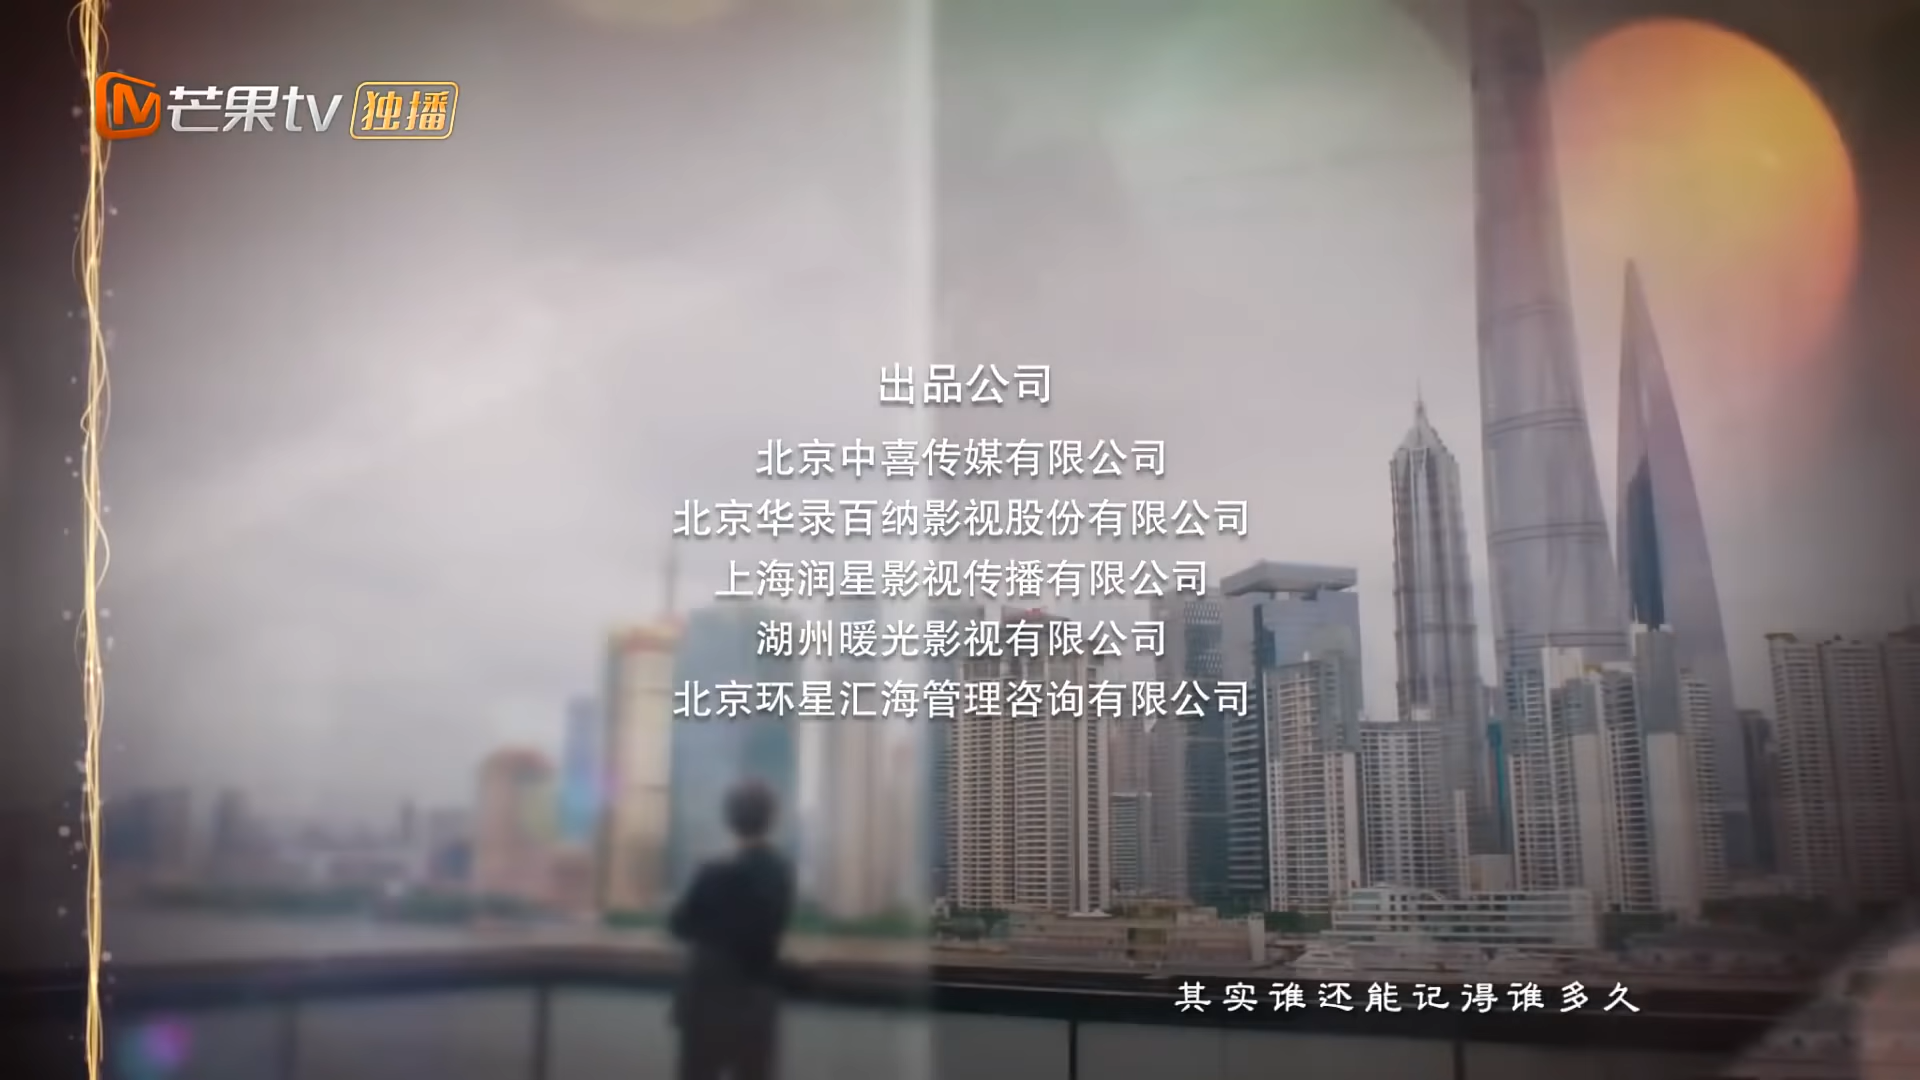 芒果tv 独播
出品公司
北京中喜传媒有限公司
北京华录百纳影视股份有限公司
上海润星影视传播有限公司
湖州暖光影视有限公司
北京环星汇海管理咨询有限公司
其实谁还能记得谁多久